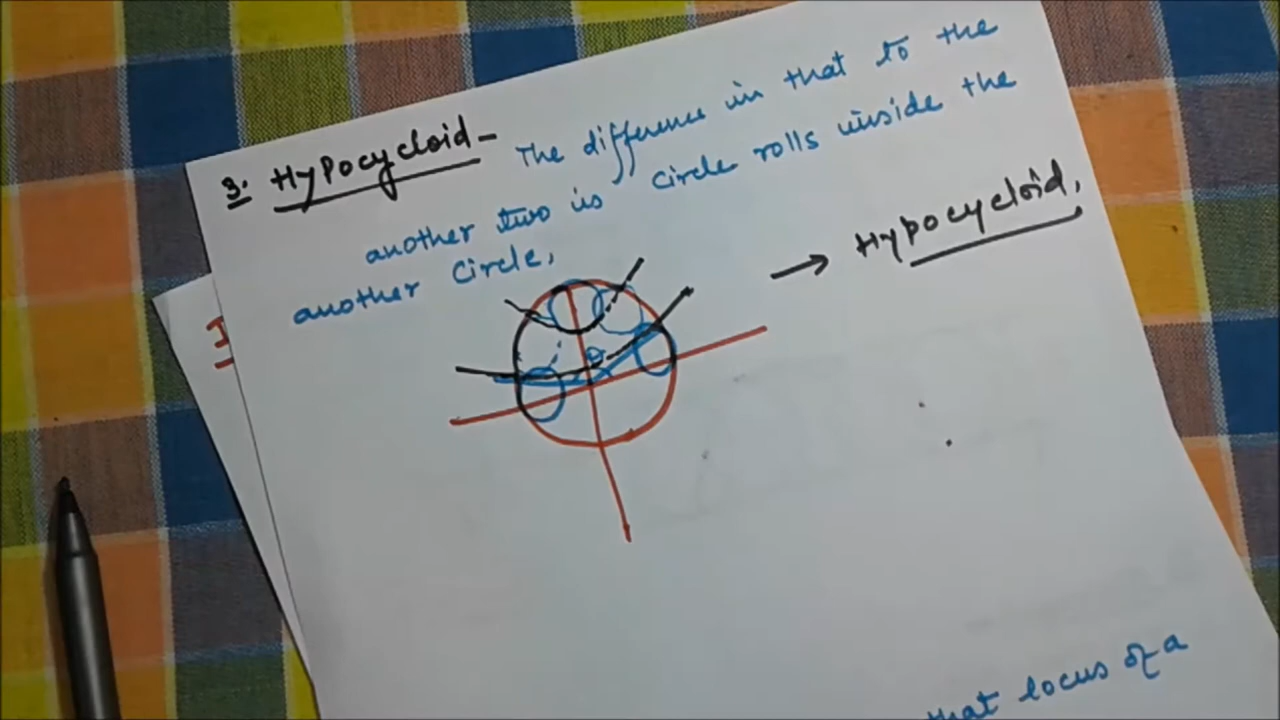 3. Hypocycloid - The difference in that to the
another two is circle rolls inside the
another circle,
→ Hypocycloid,
that locus of a